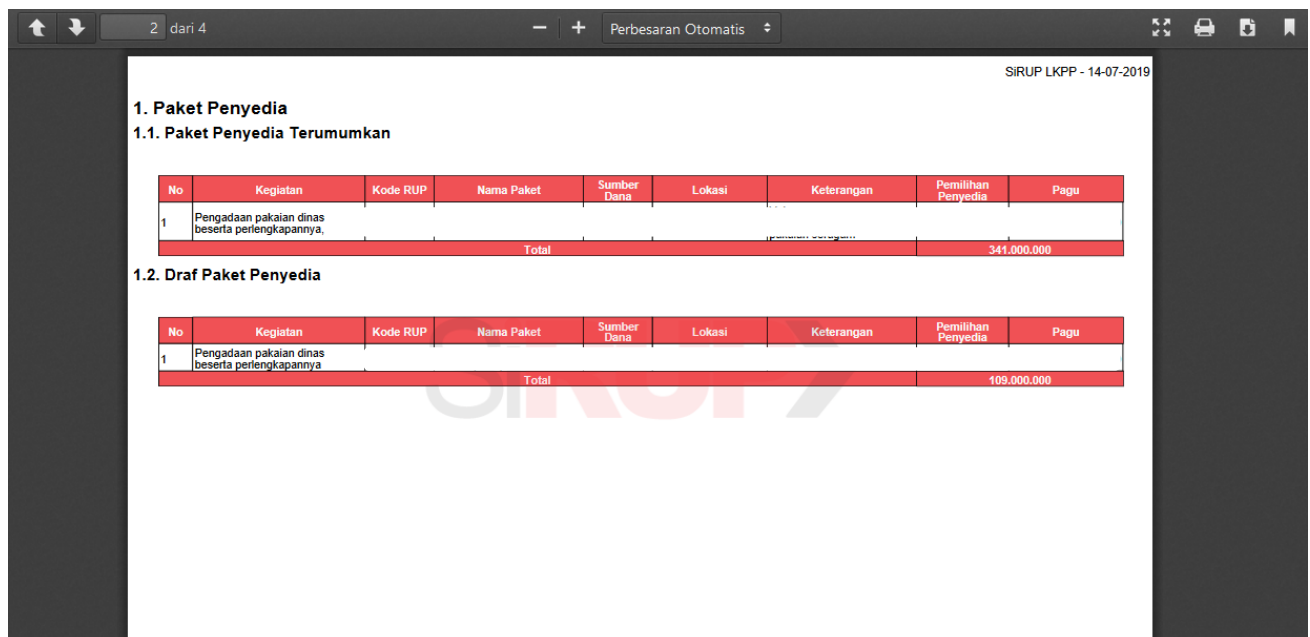 2 dari 4
Perbesaran Otomatis
SiRUP LKPP - 14-07-2019
1. Paket Penyedia
1.1. Paket Penyedia Terumumkan
No Kegiatan Kode RUP Nama Paket Sumber Dana Lokasi Keterangan Pemilihan Penyedia Pagu
1 Pengadaan pakaian dinas
beserta perlengkapannya,
Total 341.000.000
1.2. Draf Paket Penyedia
No Kegiatan Kode RUP Nama Paket Sumber Dana Lokasi Keterangan Pemilihan Penyedia Pagu
1 Pengadaan pakaian dinas
beserta perlengkapannya
Total 109.000.000
SiRUP